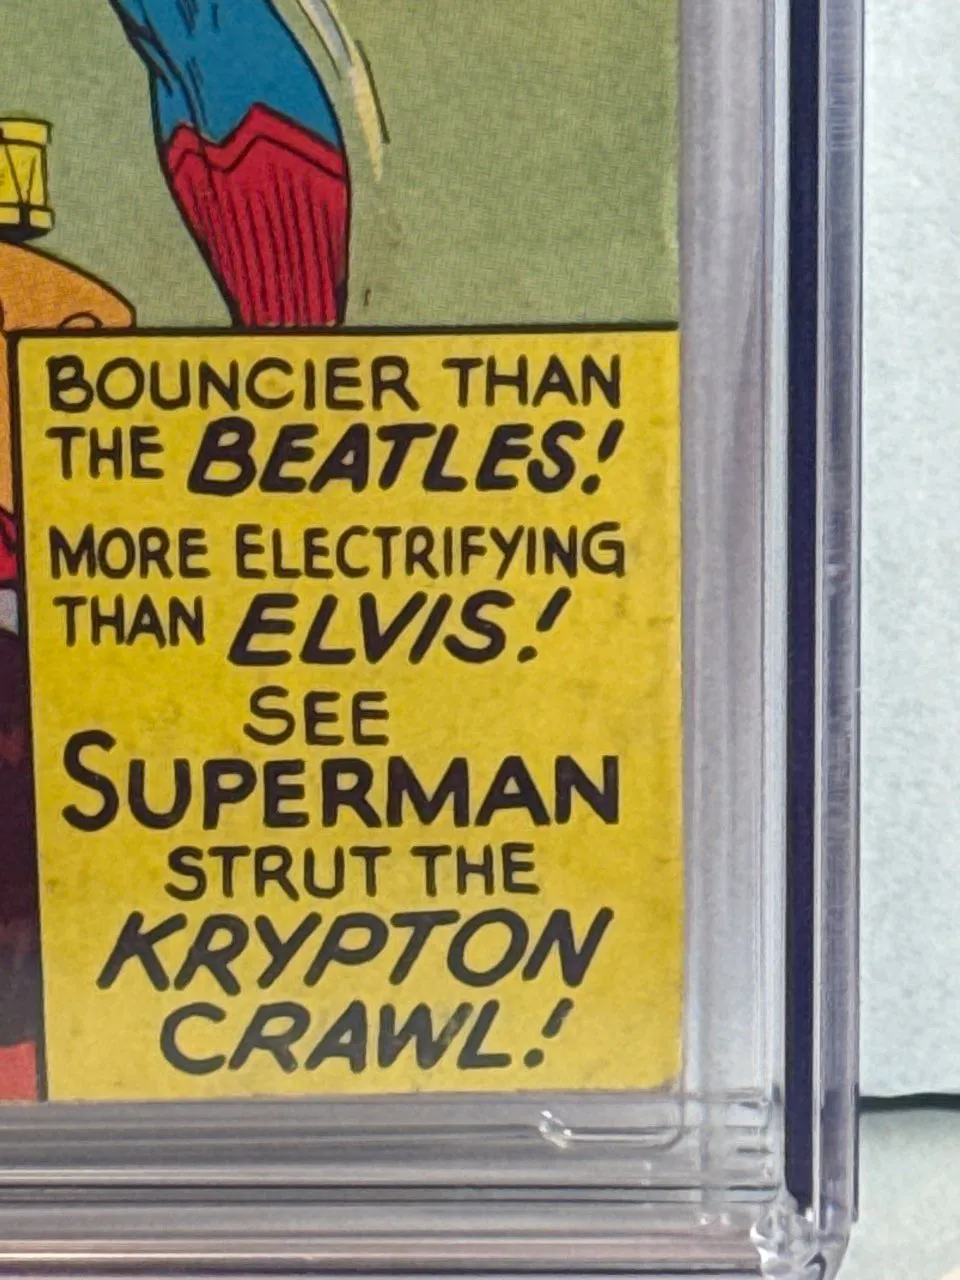 BOUNCIER THAN
THE BEATLES!
MORE ELECTRIFYING
THAN ELVIS!
SEE
SUPERMAN
STRUT THE
KRYPTON
CRAWL!